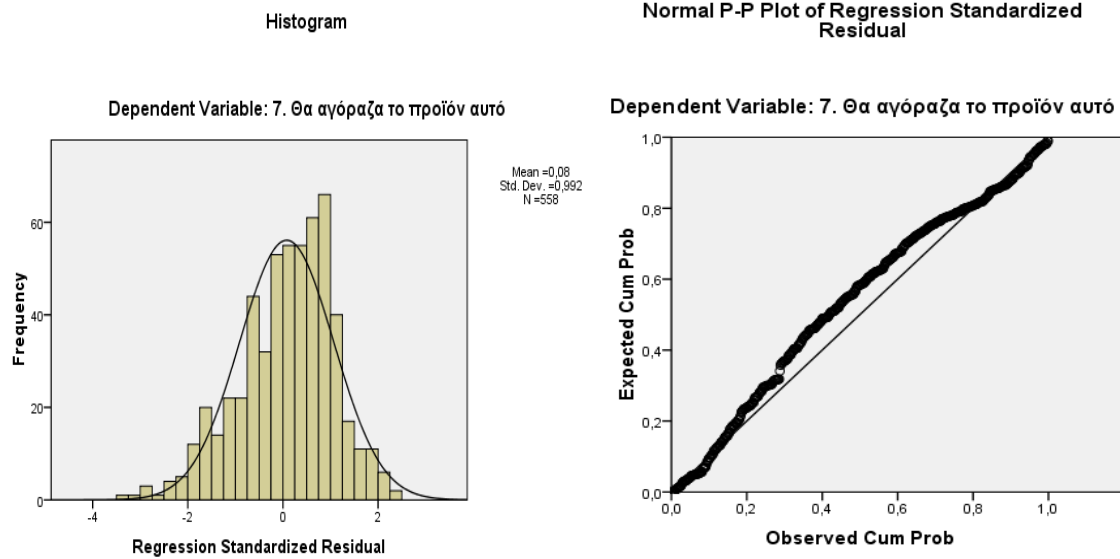 Histogram
Dependent Variable: 7. Θα αγόραζα το προϊόν αυτό
Mean =0,08
Std. Dev. =0,992
N =558
Frequency
60
40
20
0
-4
-2
0
2
Regression Standardized Residual
Normal P-P Plot of Regression Standardized
Residual
Dependent Variable: 7. Θα αγόραζα το προϊόν αυτό
Expected Cum Prob
1,0
0,8
0,6
0,4
0,2
0,0
0,0
0,2
0,4
0,6
0,8
1,0
Observed Cum Prob